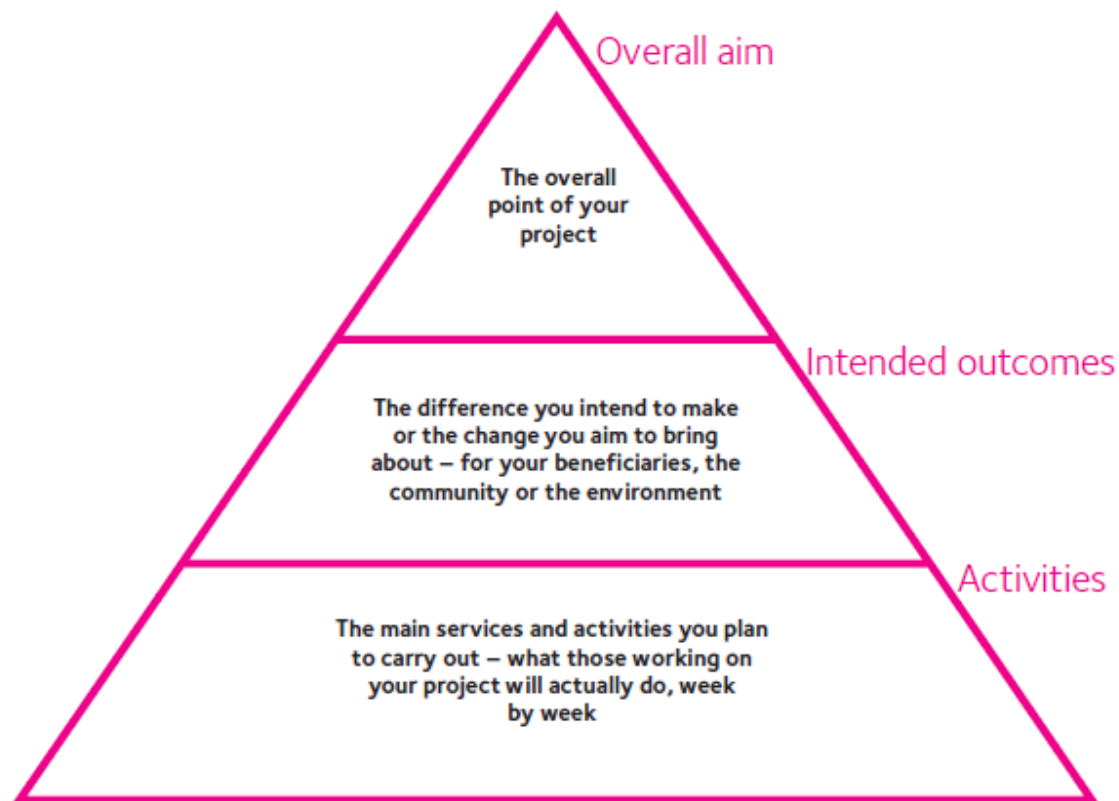 Overall aim
The overall
point of your
project
Intended outcomes
The difference you intend to make
or the change you aim to bring
about – for your beneficiaries, the
community or the environment
Activities
The main services and activities you plan
to carry out – what those working on
your project will actually do, week
by week